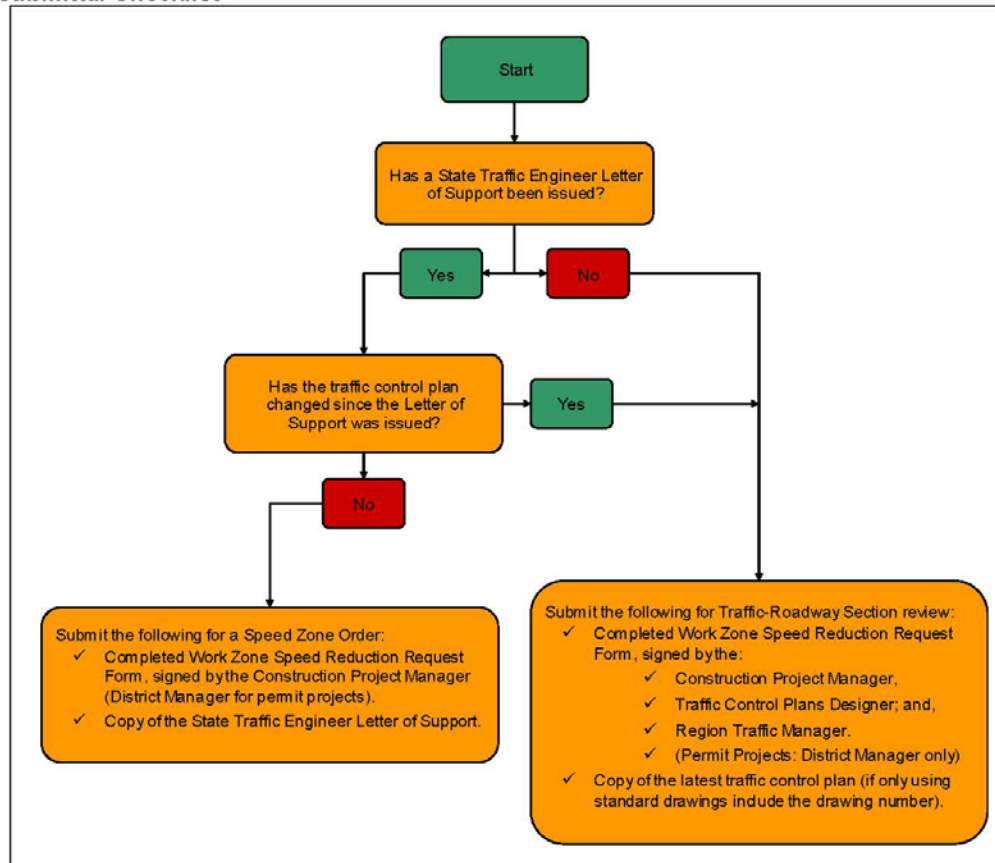 Start
Has a State Traffic Engineer Letter
of Support been issued?
Yes
No
Has the traffic control plan
changed since the Letter of
Support was issued?
Yes
No
Submit the following for a Speed Zone Order:
✓ Completed Work Zone Speed Reduction Request
Form, signed by the Construction Project Manager
(District Manager for permit projects).
✓ Copy of the State Traffic Engineer Letter of Support.
Submit the following for Traffic-Roadway Section review:
✓ Completed Work Zone Speed Reduction Request
Form, signed by the:
✓ Construction Project Manager,
✓ Traffic Control Plans Designer; and,
✓ Region Traffic Manager.
✓ (Permit Projects: District Manager only)
✓ Copy of the latest traffic control plan (if only using
standard drawings include the drawing number).